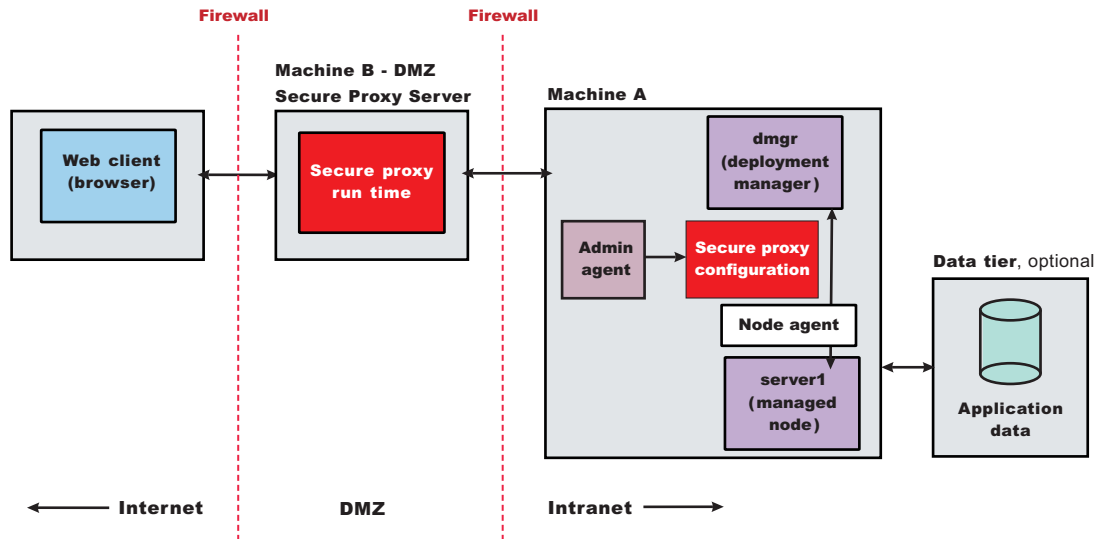 Firewall
Firewall
Machine B - DMZ
Secure Proxy Server
Machine A
Web client
(browser)
Secure proxy
run time
dmgr
(deployment
manager)
Admin
agent
Secure proxy
configuration
Node agent
server1
(managed
node)
Data tier, optional
Application
data
Internet
DMZ
Intranet